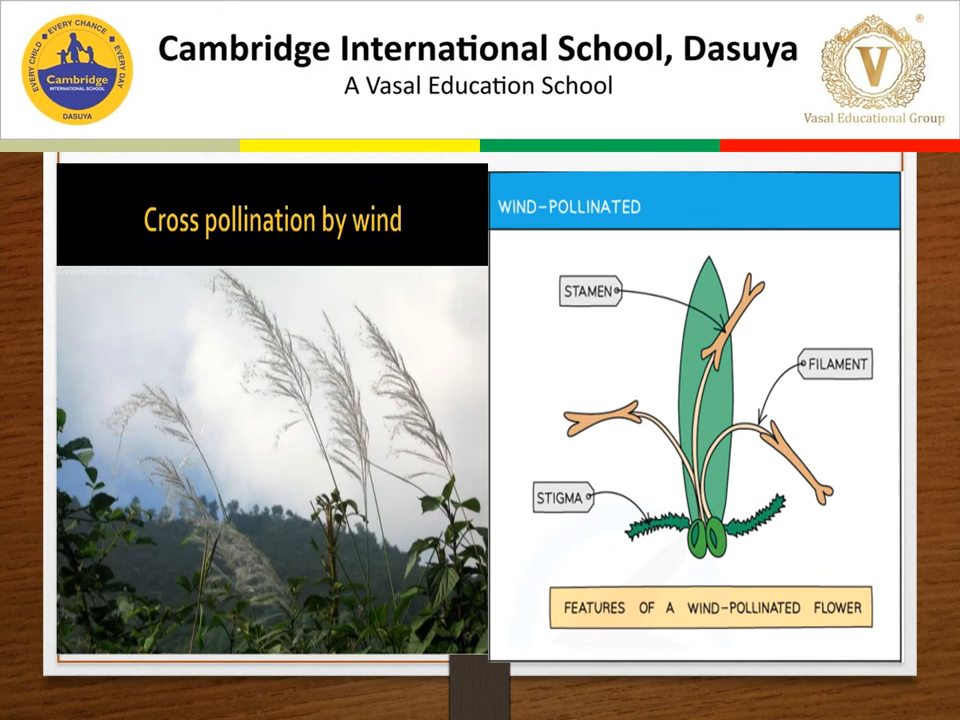 EVERY CHILD • EVERY CHANCE • EVERY DAY
Cambridge
INTERNATIONAL SCHOOL
DASUYA
Cambridge International School, Dasuya
A Vasal Education School
®
V
Vasal Educational Group
Cross pollination by wind
WIND-POLLINATED
STAMEN
FILAMENT
STIGMA
FEATURES OF A WIND-POLLINATED FLOWER